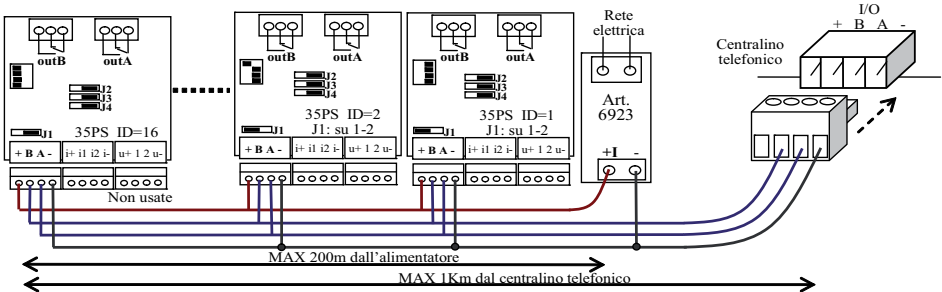 outB outA
J2
J3
J4
J1
35PS ID=16
+ B A -
i+ i1 i2 i-
u+ 1 2 u-
Non usate
outB outA
J2
J3
J4
J1
35PS ID=2
J1: su 1-2
+ B A -
i+ i1 i2 i-
u+ 1 2 u-
outB outA
J2
J3
J4
J1
35PS ID=1
J1: su 1-2
+ B A -
i+ i1 i2 i-
u+ 1 2 u-
Rete
elettrica
Art.
6923
+I -
I/O
+ B A -
Centralino
telefonico
MAX 200m dall'alimentatore
MAX 1Km dal centralino telefonico